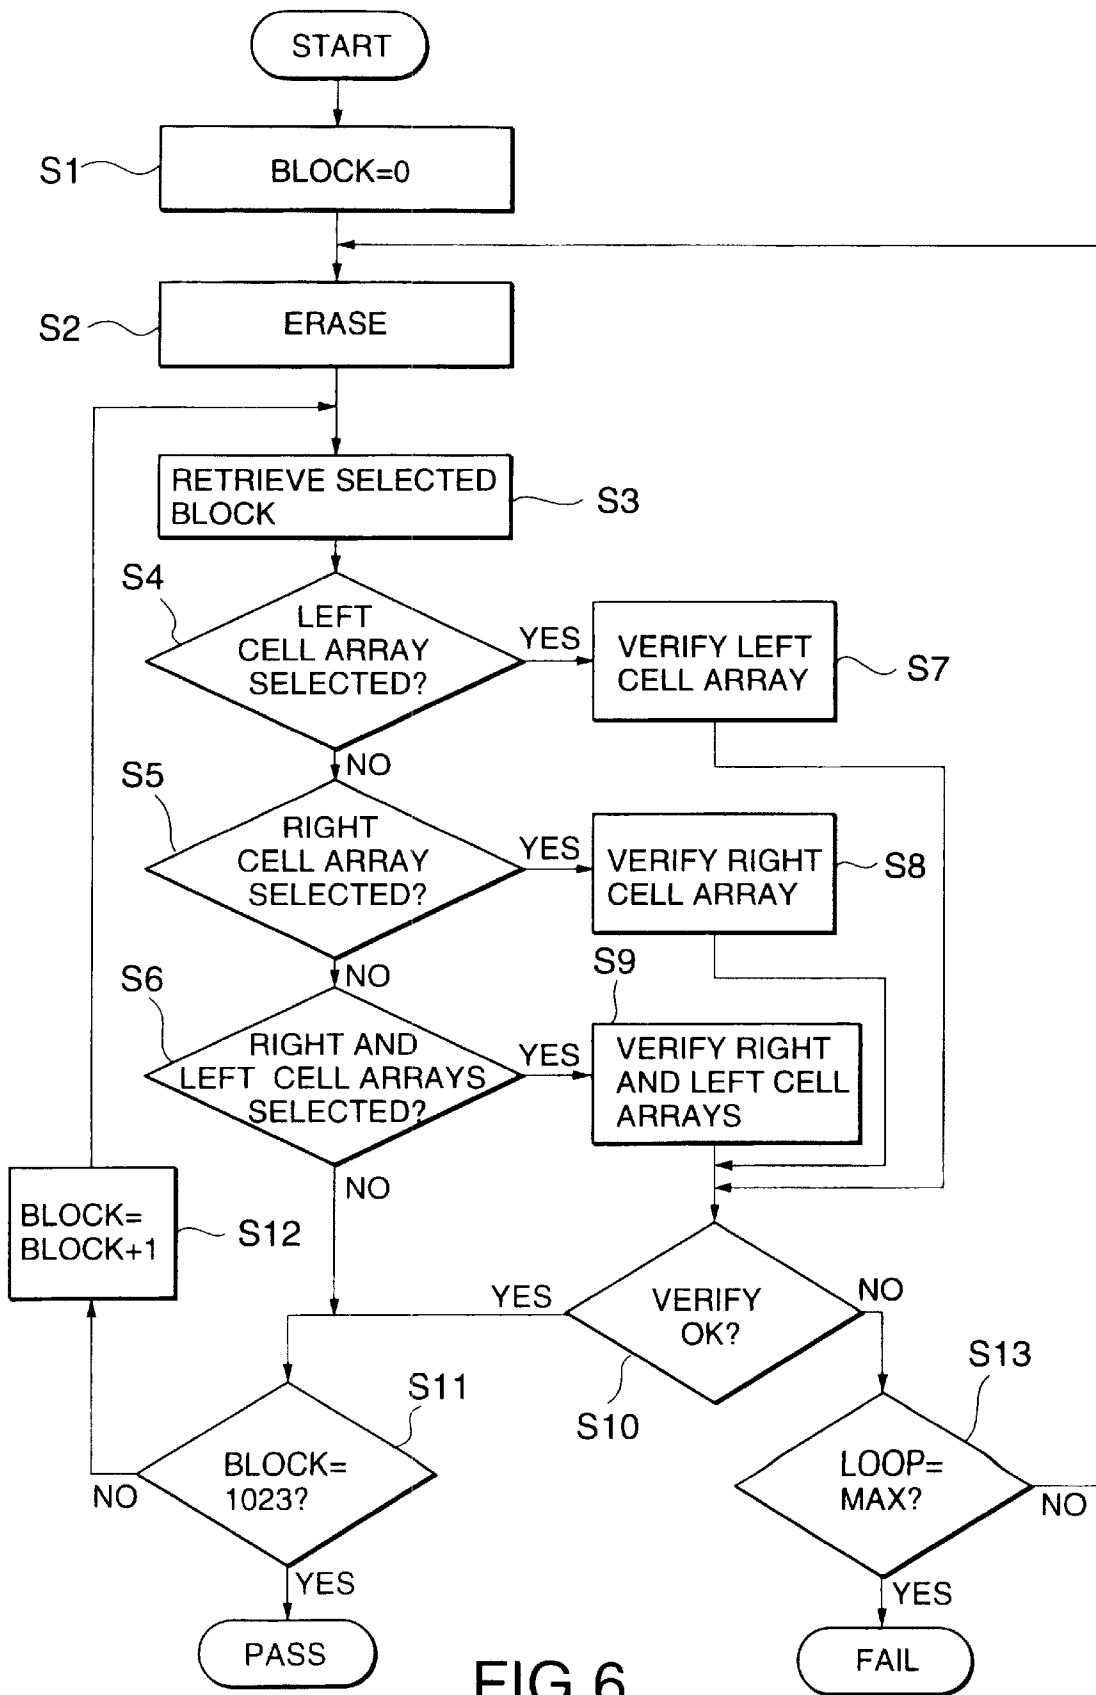 START
S1
BLOCK=0
S2
ERASE
RETRIEVE SELECTED
BLOCK
S3
S4
LEFT
CELL ARRAY
SELECTED?
YES
VERIFY LEFT
CELL ARRAY
S7
NO
S5
RIGHT
CELL ARRAY
SELECTED?
YES
VERIFY RIGHT
CELL ARRAY
S8
NO
S6
RIGHT AND
LEFT CELL ARRAYS
SELECTED?
YES
S9
VERIFY RIGHT
AND LEFT CELL
ARRAYS
NO
BLOCK=
BLOCK+1
S12
YES
VERIFY
OK?
NO
S10
S11
BLOCK=
1023?
NO
YES
PASS
S13
LOOP=
MAX?
NO
YES
FAIL
FIG.6